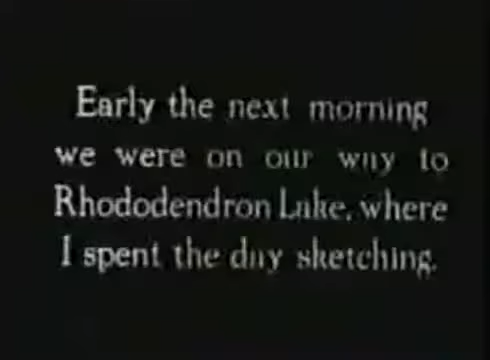 Early the next morning
we were on our way to
Rhododendron Lake, where
I spent the day sketching.